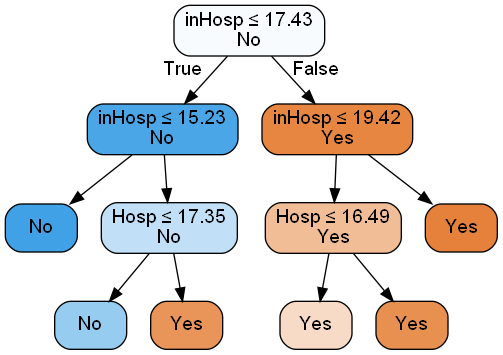 inHosp ≤ 17.43
No
True
False
inHosp ≤ 15.23
No
inHosp ≤ 19.42
Yes
No
Hosp ≤ 17.35
No
Hosp ≤ 16.49
Yes
Yes
No
Yes
Yes
Yes